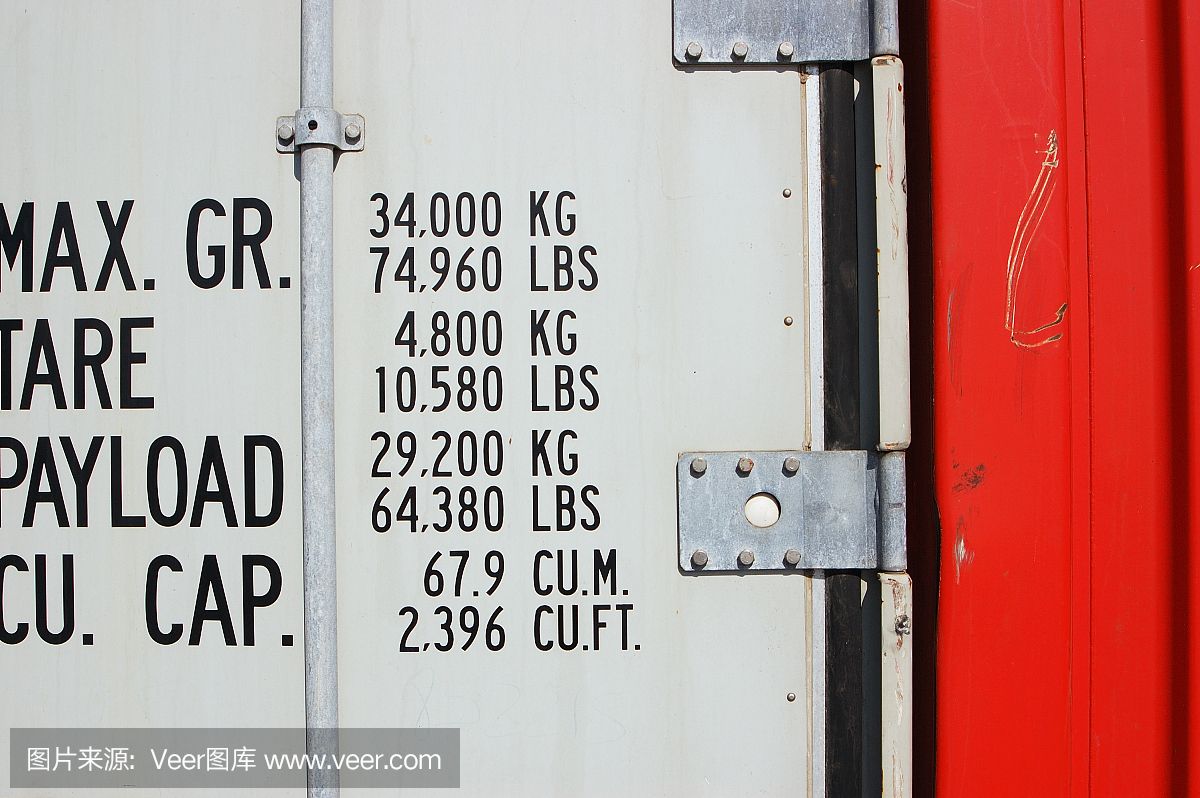 MAX. GR. 34,000 KG
74,960 LBS
TARE 4,800 KG
10,580 LBS
PAYLOAD 29,200 KG
64,380 LBS
CU. CAP. 67.9 CU.M.
2,396 CU.FT.
图片来源: Veer图库 www.veer.com